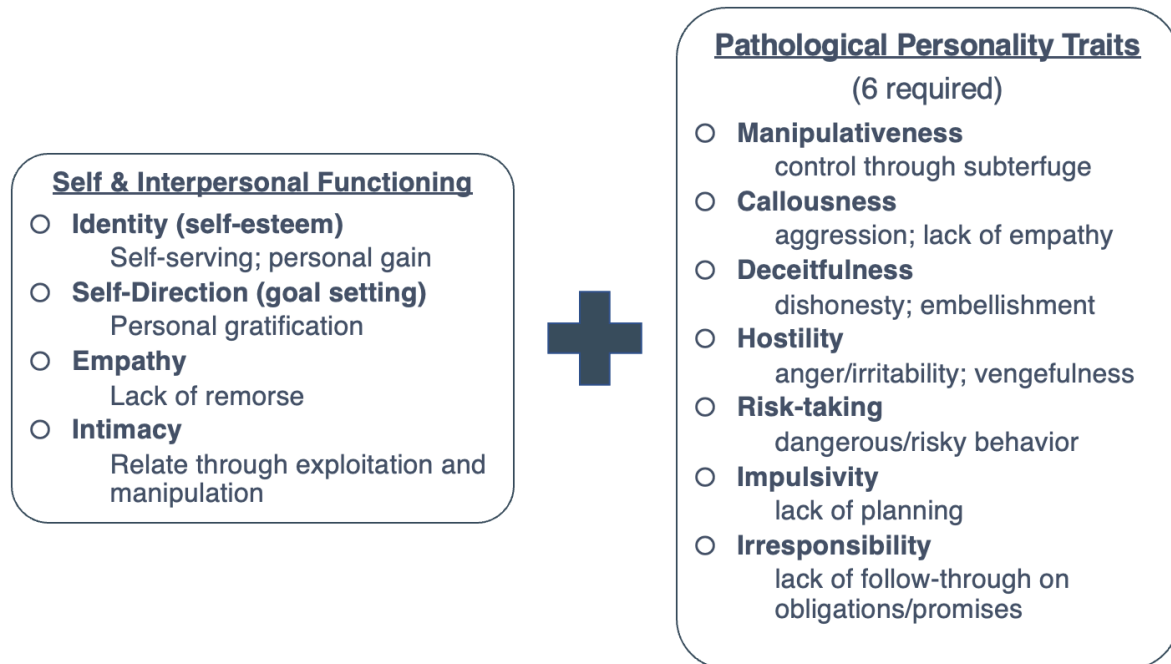 Self & Interpersonal Functioning
Identity (self-esteem)
Self-serving; personal gain
Self-Direction (goal setting)
Personal gratification
Empathy
Lack of remorse
Intimacy
Relate through exploitation and
manipulation
Pathological Personality Traits
(6 required)
Manipulativeness
control through subterfuge
Callousness
aggression; lack of empathy
Deceitfulness
dishonesty; embellishment
Hostility
anger/irritability; vengefulness
Risk-taking
dangerous/risky behavior
Impulsivity
lack of planning
Irresponsibility
lack of follow-through on
obligations/promises